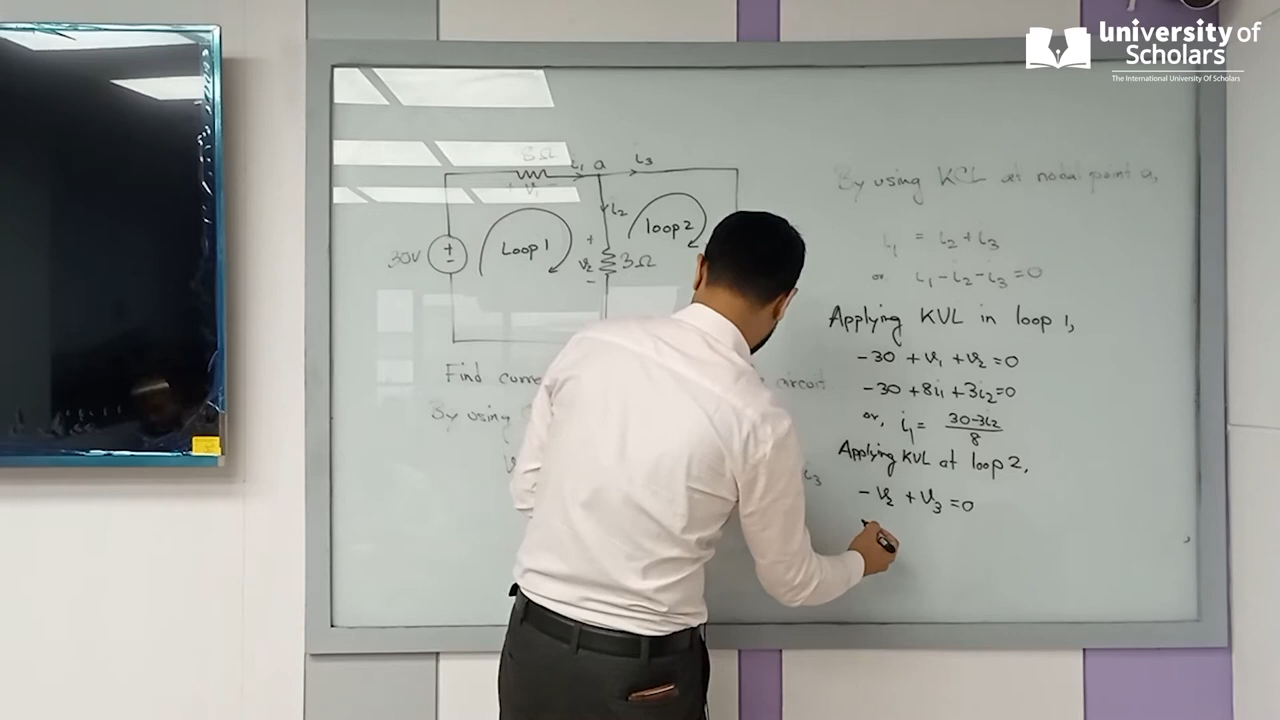 University of
Scholars
The International University Of Scholars
8Ω
i₁ a i₃
+ V₁ -
i₂
Loop 1
loop 2
30V
+
-
+
V₂ 3Ω
-
Find
circuit
By using
i₃
By using KCL at nodal point a,
i₁ = i₂ + i₃
or i₁ - i₂ - i₃ = 0
Applying KVL in loop 1,
-30 + V₁ + V₂ = 0
-30 + 8i₁ + 3i₂ = 0
or, i₁ = 30-3i₂ / 8
Applying KVL at loop 2,
- V₂ + V₃ = 0